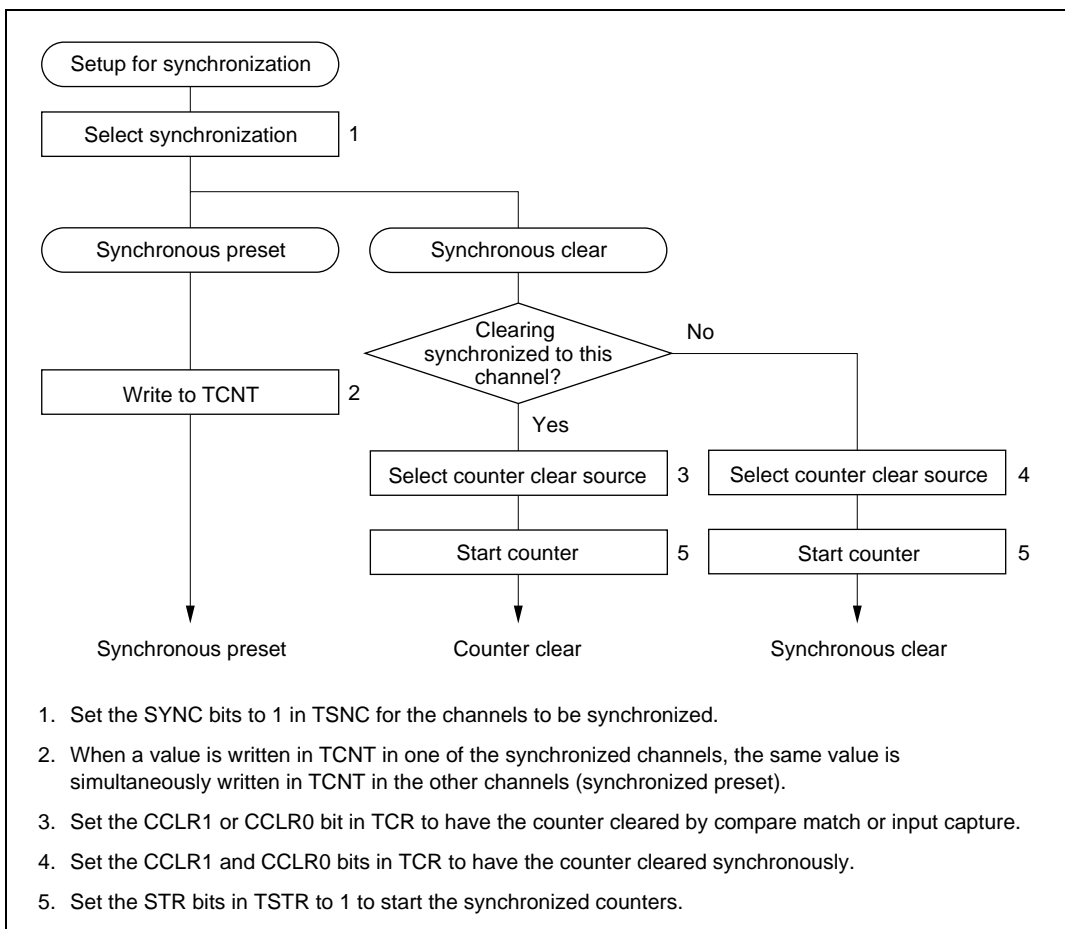 Setup for synchronization
Select synchronization 1
Synchronous preset
Synchronous clear
Clearing
synchronized to this
channel?
No
Write to TCNT 2
Yes
Select counter clear source 3
Select counter clear source 4
Start counter 5
Start counter 5
Synchronous preset
Counter clear
Synchronous clear
1. Set the SYNC bits to 1 in TSNC for the channels to be synchronized.
2. When a value is written in TCNT in one of the synchronized channels, the same value is
simultaneously written in TCNT in the other channels (synchronized preset).
3. Set the CCLR1 or CCLR0 bit in TCR to have the counter cleared by compare match or input capture.
4. Set the CCLR1 and CCLR0 bits in TCR to have the counter cleared synchronously.
5. Set the STR bits in TSTR to 1 to start the synchronized counters.